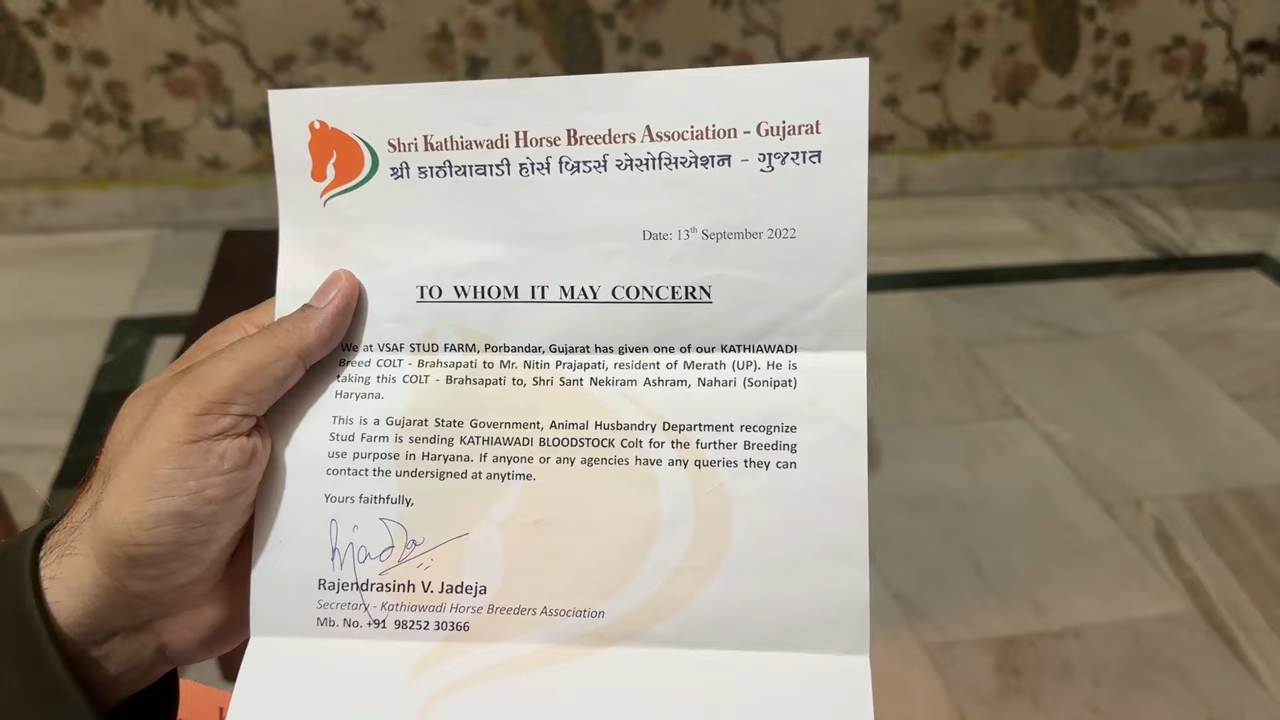 Shri Kathiawadi Horse Breeders Association - Gujarat
શ્રી કાઠીયાવાડી હોર્સ બ્રિડર્સ એસોસિએશન - ગુજરાત
Date: 13th September 2022
TO WHOM IT MAY CONCERN
We at VSAF STUD FARM, Porbandar, Gujarat has given one of our KATHIAWADI
Breed COLT - Brahsapati to Mr. Nitin Prajapati, resident of Merath (UP). He is
taking this COLT - Brahsapati to, Shri Sant Nekiram Ashram, Nahari (Sonipat)
Haryana.
This is a Gujarat State Government, Animal Husbandry Department recognize
Stud Farm is sending KATHIAWADI BLOODSTOCK Colt for the further Breeding
use purpose in Haryana. If anyone or any agencies have any queries they can
contact the undersigned at anytime.
Yours faithfully,
Rajendrasinh V. Jadeja
Secretary - Kathiawadi Horse Breeders Association
Mb. No. +91 98252 30366